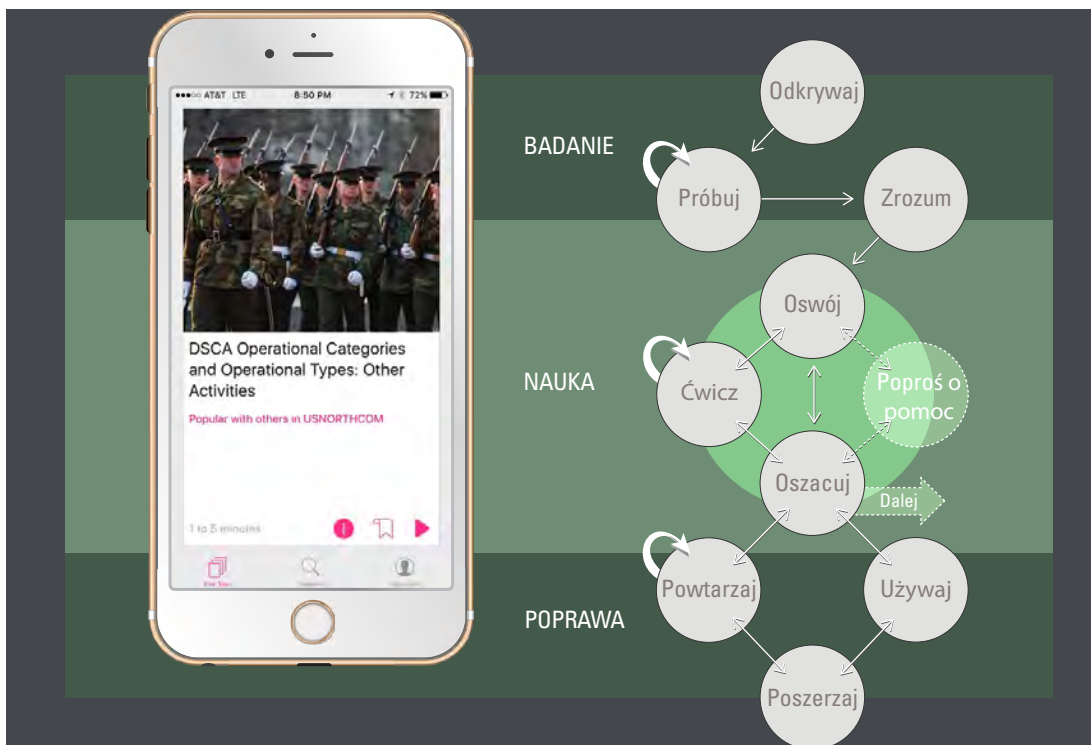 AT&T LTE
8:50 PM
72%
DSCA Operational Categories
and Operational Types: Other
Activities
Popular with others in USNORTHCOM
1 to 5 minutes
For You
BADANIE
Odkrywaj
Próbuj
Zrozum
NAUKA
Oswój
Ćwicz
Poproś o
pomoc
Oszacuj
Dalej
POPRAWA
Powtarzaj
Używaj
Poszerzaj